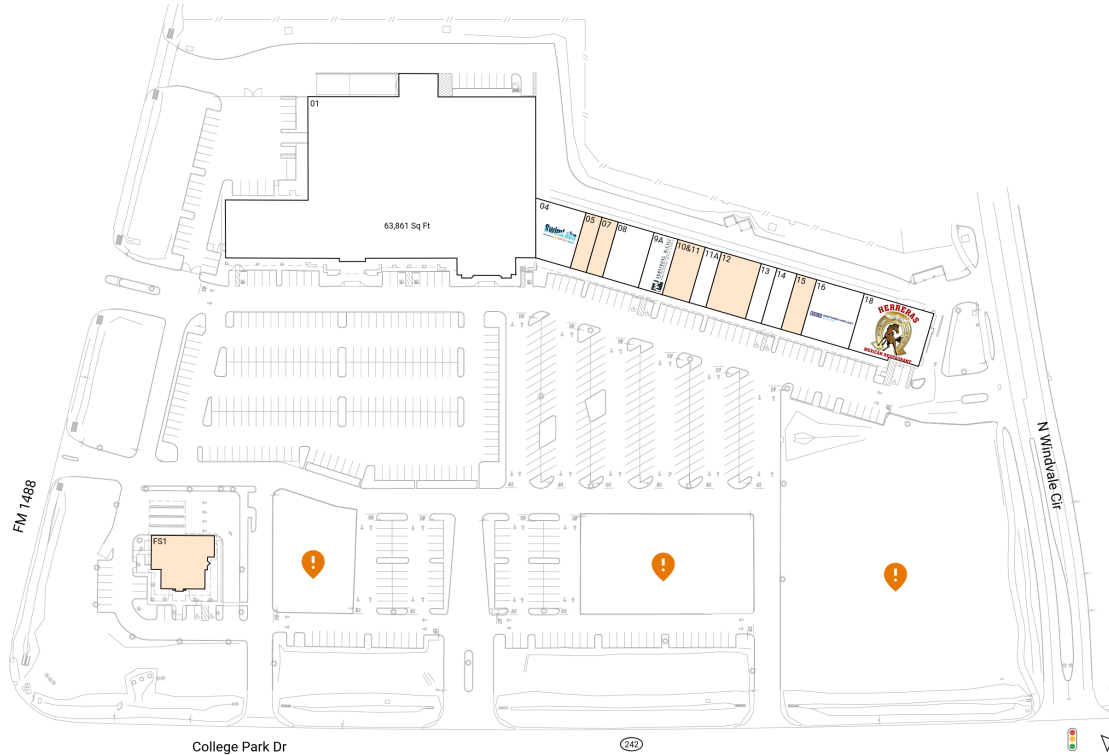 01
63,861 Sq Ft
04
SwimLabs
05
07
08
9A
10&11
11A
12
13
14
15
16
18
HERRERAS
MEXICAN RESTAURANT
FM 1488
N Windvale Cir
FS1
College Park Dr
242